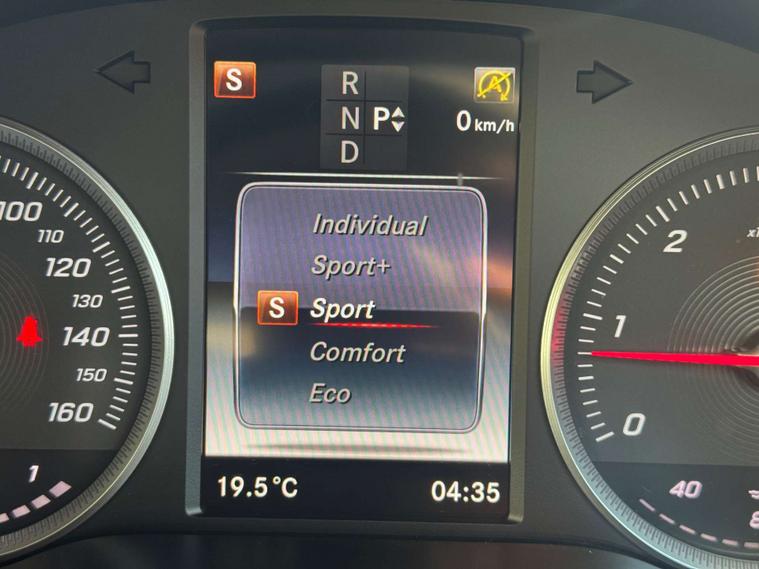 S
R
N P
D
0 km/h
Individual
Sport+
S Sport
Comfort
Eco
19.5°C
04:35
100
110
120
130
140
150
160
1
2
1
0
40